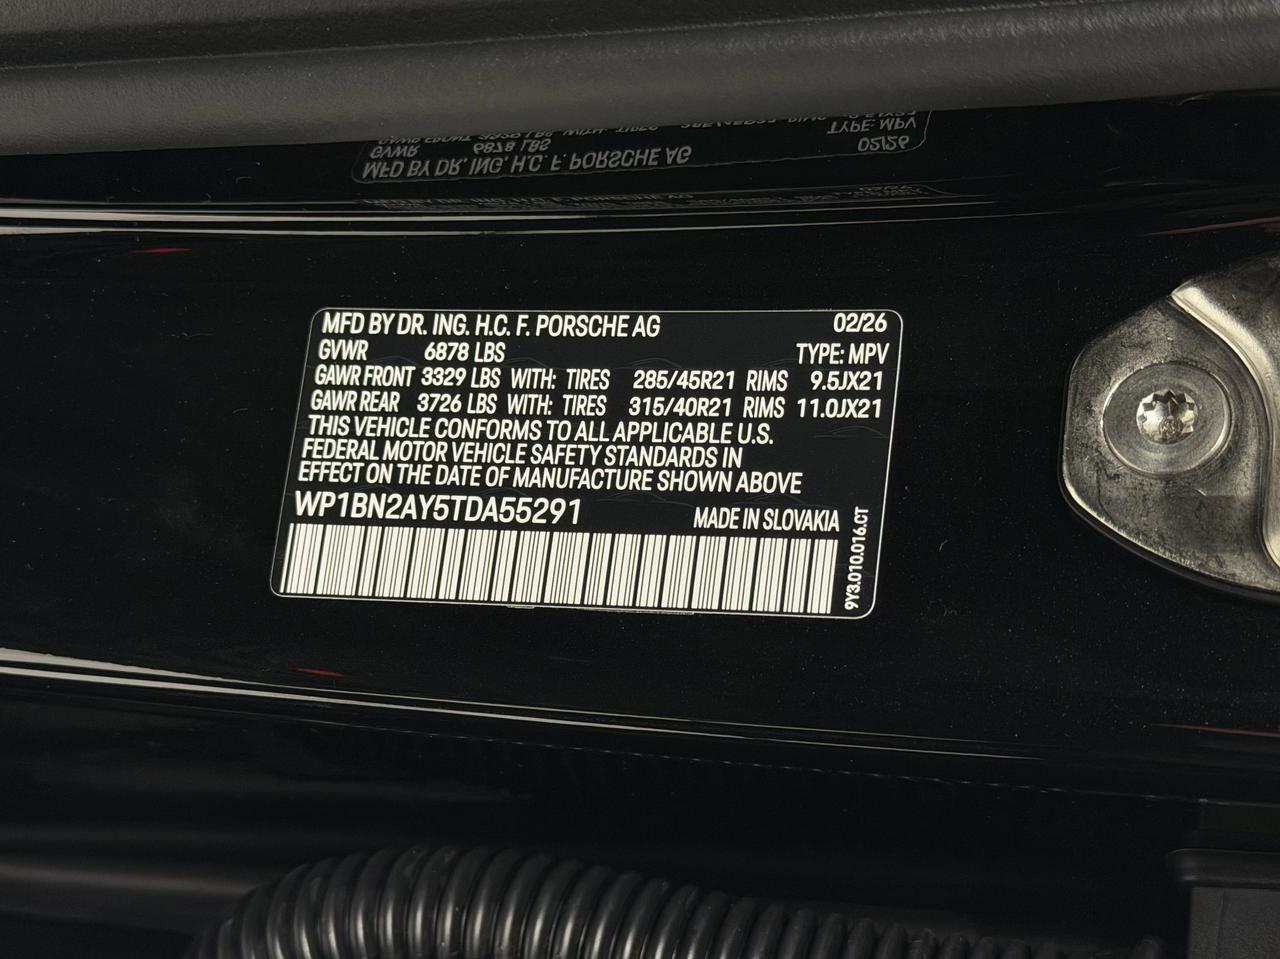 MFD BY DR. ING. H.C. F. PORSCHE AG 02/26
GVWR 6878 LBS TYPE: MPV
GAWR FRONT 3329 LBS WITH: TIRES 285/45R21 RIMS 9.5JX21
GAWR REAR 3726 LBS WITH: TIRES 315/40R21 RIMS 11.0JX21
THIS VEHICLE CONFORMS TO ALL APPLICABLE U.S.
FEDERAL MOTOR VEHICLE SAFETY STANDARDS IN
EFFECT ON THE DATE OF MANUFACTURE SHOWN ABOVE
WP1BN2AY5TDA55291 MADE IN SLOVAKIA
9Y3.010.016.CT